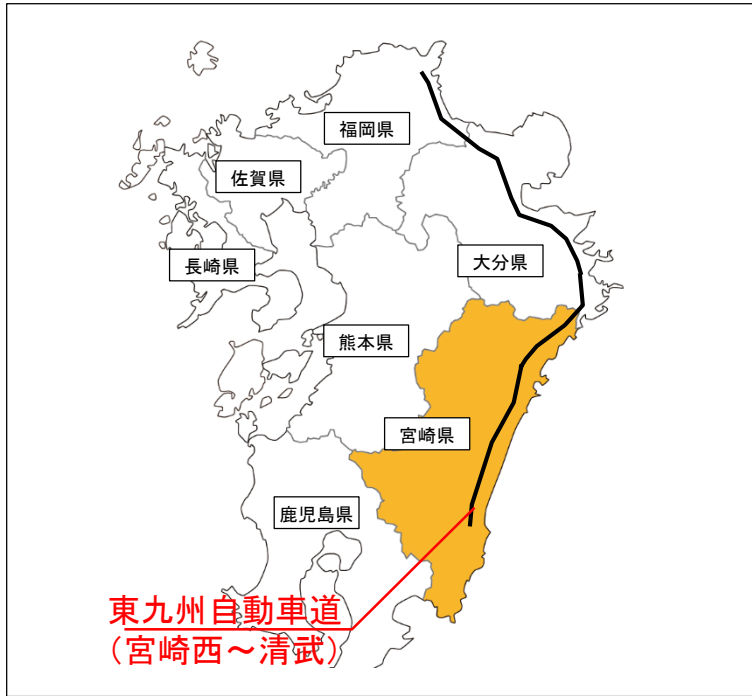 福岡県
佐賀県
長崎県
大分県
熊本県
宮崎県
鹿児島県
東九州自動車道
（宮崎西～清武）